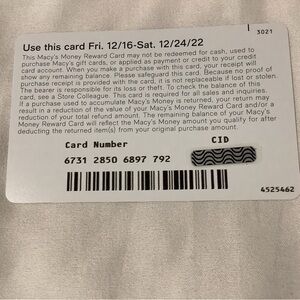 3021
Use this card Fri. 12/16-Sat. 12/24/22
This Macy's Money Reward Card may not be redeemed for cash, used to
purchase Macy's gift cards, or applied as payment or credit to your credit
card account. When you make a purchase with this card, your receipt will
show any remaining balance. Please safeguard this card. Because no proof of
purchase is provided with the card, it is not replaceable if lost or stolen.
The bearer is responsible for its loss or theft. To check the balance of this
card, see a Store Colleague. This card is required for all sales and inquiries.
If a purchase used to accumulate Macy's Money is returned, your return may
result in a reduction of the value of your Macy's Money Reward Card and/or a
reduction of your total refund amount. The remaining balance of your Macy's
Money Reward Card will reflect the Macy's Money amount you qualify for after
deducting the returned item(s) from your original purchase amount.
Card Number CID
6731 2850 6897 792
4525462